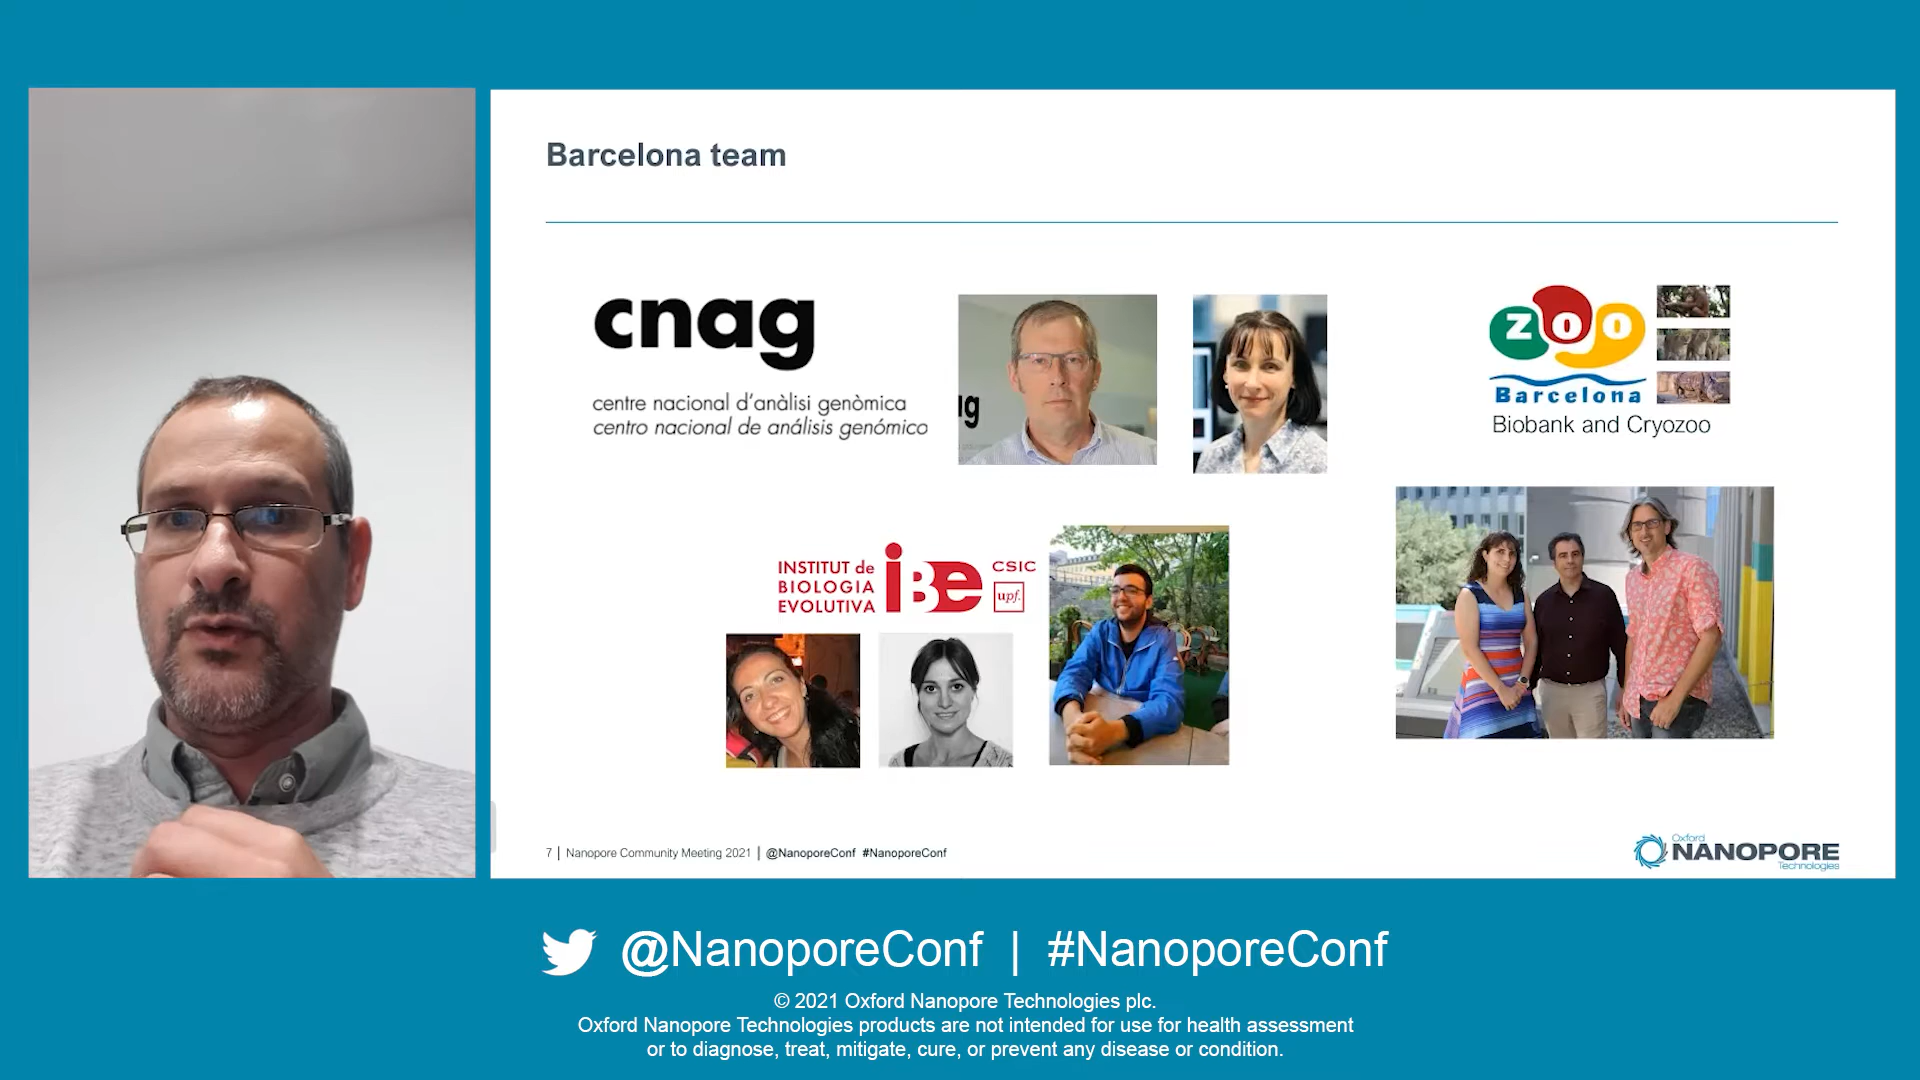 Barcelona team
cnag
centre nacional d'anàlisi genòmica
centro nacional de análisis genómico
ag
zoo
Barcelona
Biobank and Cryozoo
INSTITUT de
BIOLOGIA
EVOLUTIVA
iBe
CSIC
upf.
7 | Nanopore Community Meeting 2021 | @NanoporeConf #NanoporeConf
Oxford
NANOPORE
Technologies
@NanoporeConf | #NanoporeConf
© 2021 Oxford Nanopore Technologies plc.
Oxford Nanopore Technologies products are not intended for use for health assessment
or to diagnose, treat, mitigate, cure, or prevent any disease or condition.